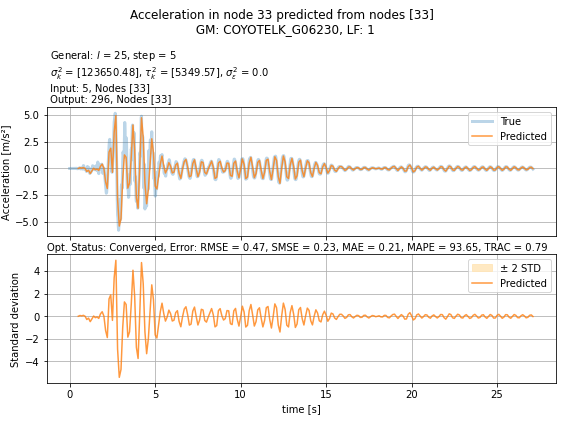 Acceleration in node 33 predicted from nodes [33]
GM: COYOTELK_G06230, LF: 1
General: l = 25, step = 5
σ_k^2 = [123650.48], τ_k^2 = [5349.57], σ_ε^2 = 0.0
Input: 5, Nodes [33]
Output: 296, Nodes [33]
Acceleration [m/s²]
5.0
2.5
0.0
−2.5
−5.0
True
Predicted
Opt. Status: Converged, Error: RMSE = 0.47, SMSE = 0.23, MAE = 0.21, MAPE = 93.65, TRAC = 0.79
Standard deviation
4
2
0
−2
−4
± 2 STD
Predicted
0 5 10 15 20 25
time [s]